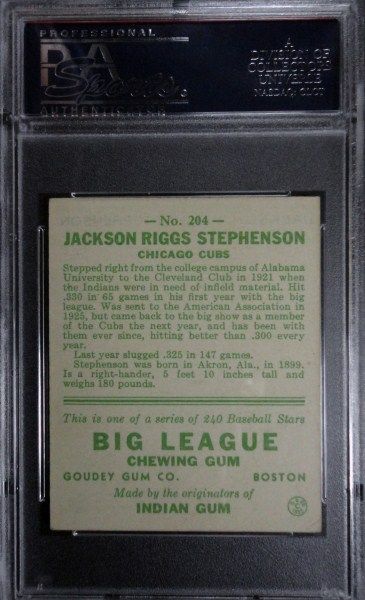 PROFESSIONAL
PSA
Sports
AUTHENTICATOR
A
DIVISION OF
COLLECTORS
UNIVERSE
NASDAQ: CLCT
— No. 204 —
JACKSON RIGGS STEPHENSON
CHICAGO CUBS
Stepped right from the college campus of Alabama
University to the Cleveland Club in 1921 when
the Indians were in need of infield material. Hit
.330 in 65 games in his first year with the big
league. Was sent to the American Association in
1925, but came back to the big show as a member
of the Cubs the next year, and has been with
them ever since, hitting better than .300 every
year.
Last year slugged .325 in 147 games.
Stephenson was born in Akron, Ala., in 1899.
Is a right-hander, 5 feet 10 inches tall and
weighs 180 pounds.
This is one of a series of 240 Baseball Stars
BIG LEAGUE
CHEWING GUM
GOUDEY GUM CO. BOSTON
Made by the originators of
INDIAN GUM